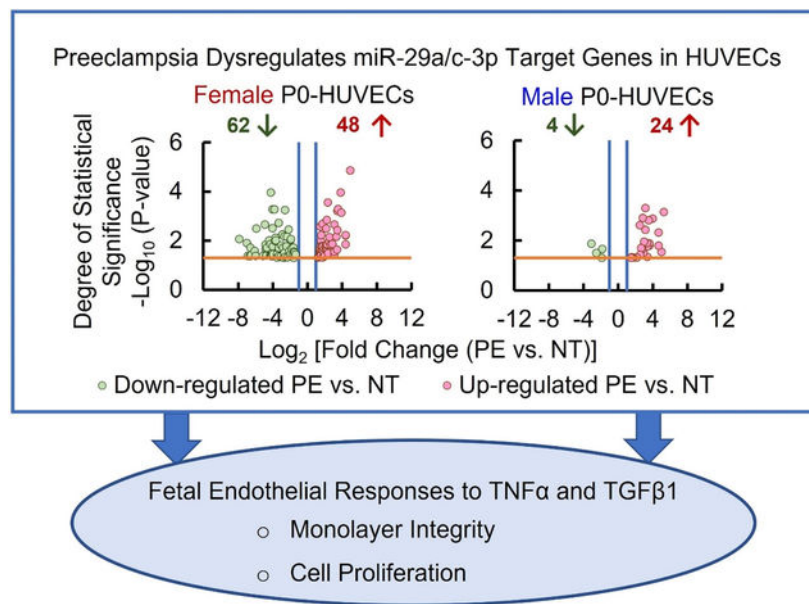 Preeclampsia Dysregulates miR-29a/c-3p Target Genes in HUVECs
Female P0-HUVECs
62 ↓ 48 ↑
Male P0-HUVECs
4 ↓ 24 ↑
Degree of Statistical
Significance
-Log₁₀ (P-value)
6
4
2
0
-12 -8 -4 0 4 8 12
6
4
2
0
-12 -8 -4 0 4 8 12
Log₂ [Fold Change (PE vs. NT)]
Down-regulated PE vs. NT
Up-regulated PE vs. NT
Fetal Endothelial Responses to TNFα and TGFβ1
○ Monolayer Integrity
○ Cell Proliferation